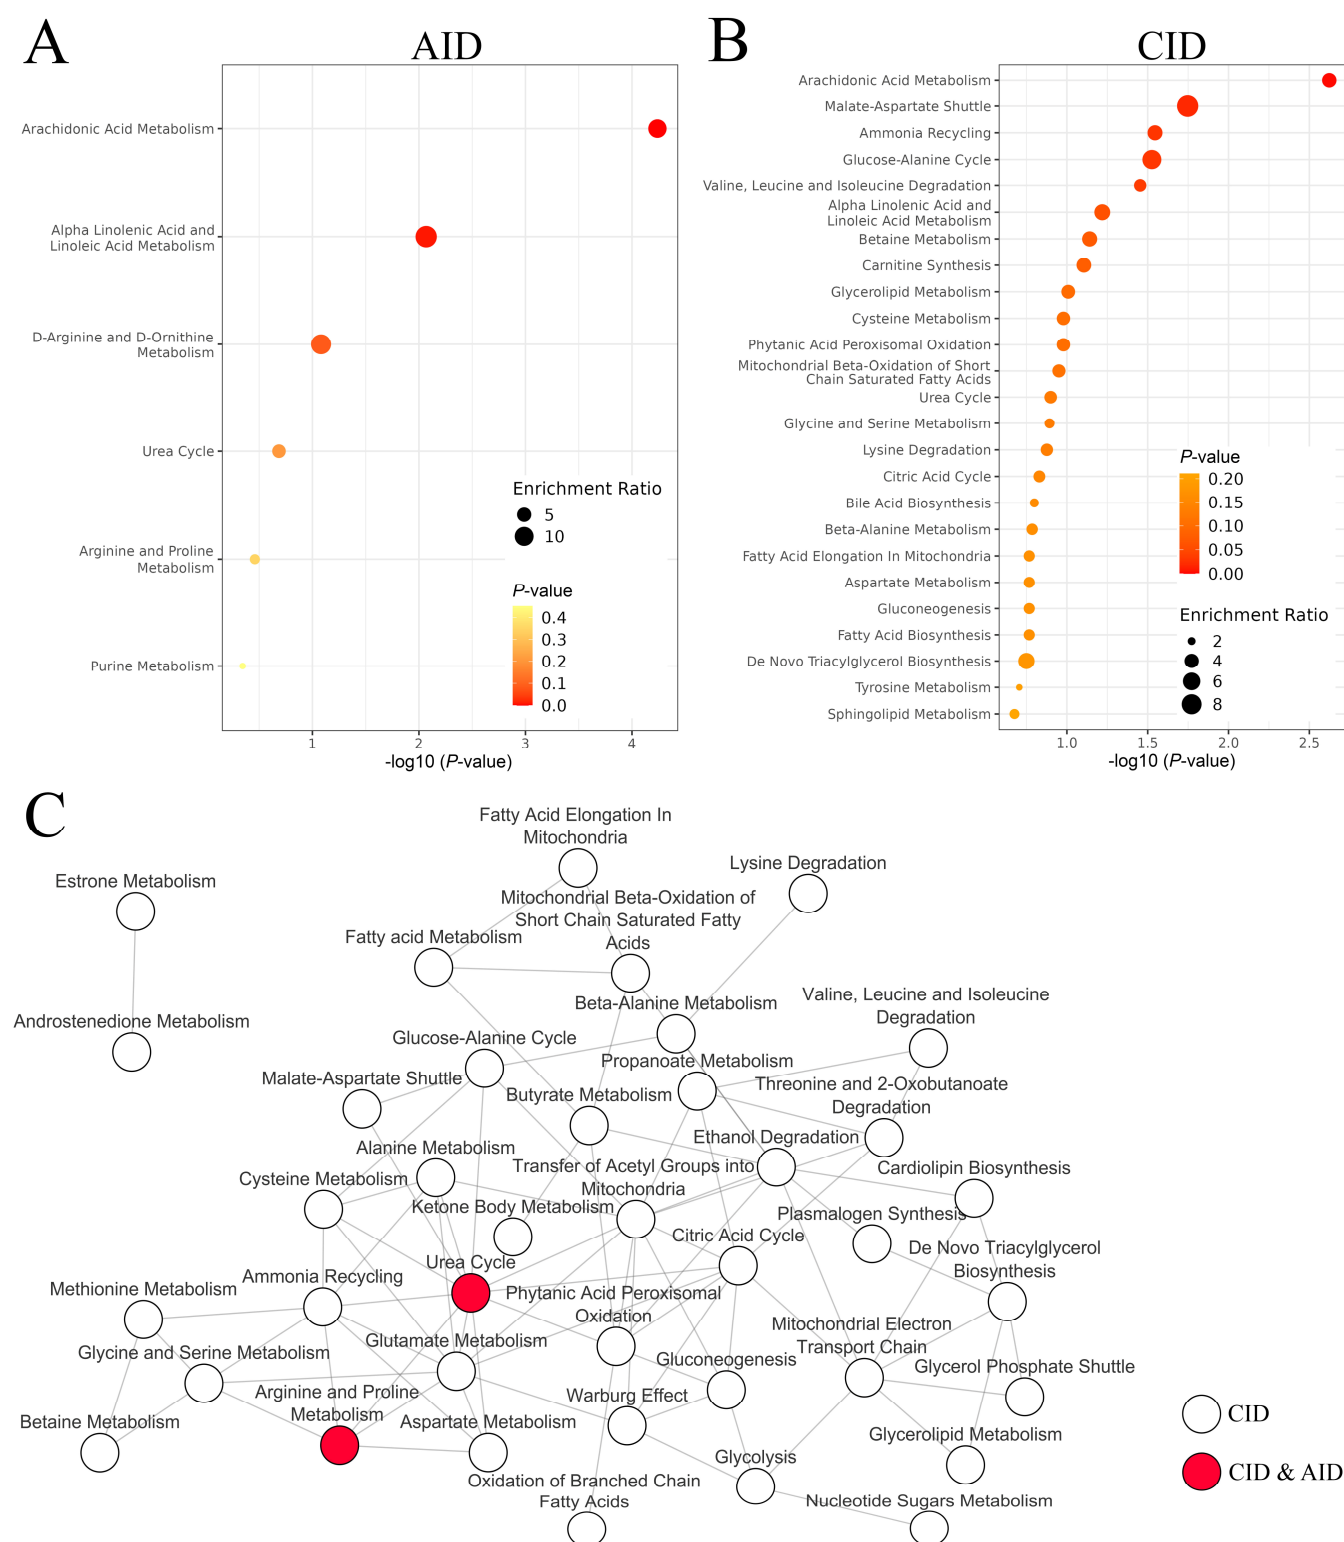 A
AID
Arachidonic Acid Metabolism
Alpha Linolenic Acid and
Linoleic Acid Metabolism
D-Arginine and D-Ornithine
Metabolism
Urea Cycle
Arginine and Proline
Metabolism
Purine Metabolism
Enrichment Ratio
5
10
P-value
0.4
0.3
0.2
0.1
0.0
1
2
3
4
-log10 (P-value)
B
CID
Arachidonic Acid Metabolism
Malate-Aspartate Shuttle
Ammonia Recycling
Glucose-Alanine Cycle
Valine, Leucine and Isoleucine Degradation
Alpha Linolenic Acid and
Linoleic Acid Metabolism
Betaine Metabolism
Carnitine Synthesis
Glycerolipid Metabolism
Cysteine Metabolism
Phytanic Acid Peroxisomal Oxidation
Mitochondrial Beta-Oxidation of Short
Chain Saturated Fatty Acids
Urea Cycle
Glycine and Serine Metabolism
Lysine Degradation
Citric Acid Cycle
Bile Acid Biosynthesis
Beta-Alanine Metabolism
Fatty Acid Elongation In Mitochondria
Aspartate Metabolism
Gluconeogenesis
Fatty Acid Biosynthesis
De Novo Triacylglycerol Biosynthesis
Tyrosine Metabolism
Sphingolipid Metabolism
P-value
0.20
0.15
0.10
0.05
0.00
Enrichment Ratio
2
4
6
8
1.0
1.5
2.0
2.5
-log10 (P-value)
C
Fatty Acid Elongation In
Mitochondria
Lysine Degradation
Estrone Metabolism
Mitochondrial Beta-Oxidation of
Short Chain Saturated Fatty
Acids
Fatty acid Metabolism
Beta-Alanine Metabolism
Valine, Leucine and Isoleucine
Degradation
Androstenedione Metabolism
Glucose-Alanine Cycle
Propanoate Metabolism
Malate-Aspartate Shuttle
Butyrate Metabolism
Threonine and 2-Oxobutanoate
Degradation
Ethanol Degradation
Alanine Metabolism
Transfer of Acetyl Groups into
Mitochondria
Cardiolipin Biosynthesis
Cysteine Metabolism
Ketone Body Metabolism
Plasmalogen Synthesis
Citric Acid Cycle
De Novo Triacylglycerol
Biosynthesis
Urea Cycle
Ammonia Recycling
Methionine Metabolism
Phytanic Acid Peroxisomal
Oxidation
Mitochondrial Electron
Transport Chain
Glutamate Metabolism
Glycine and Serine Metabolism
Gluconeogenesis
Glycerol Phosphate Shuttle
Arginine and Proline
Metabolism
Warburg Effect
Betaine Metabolism
Aspartate Metabolism
Glycerolipid Metabolism
Glycolysis
Oxidation of Branched Chain
Fatty Acids
Nucleotide Sugars Metabolism
CID
CID & AID